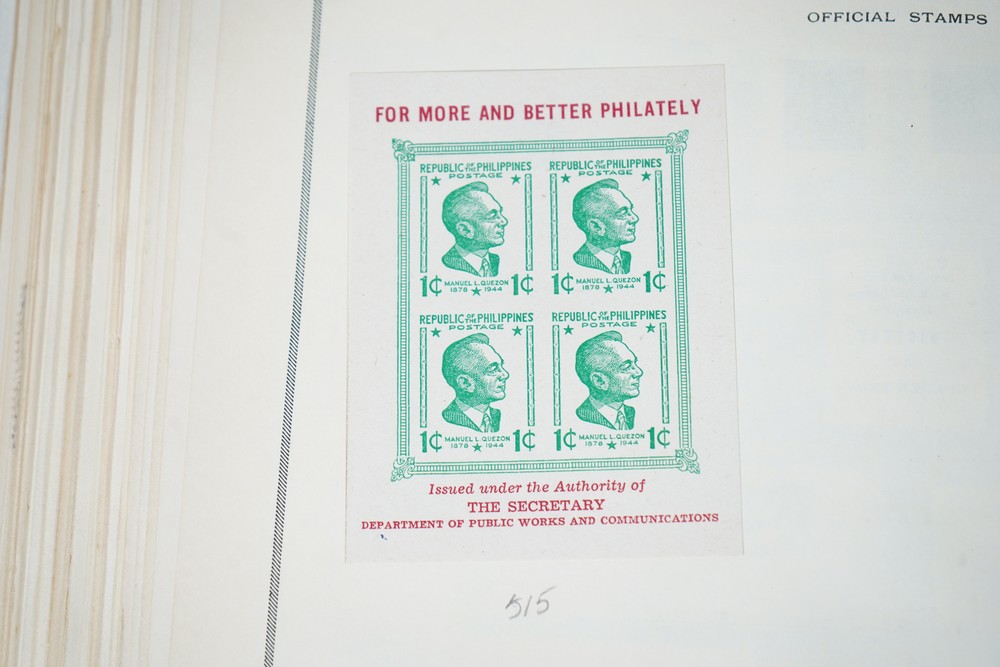 OFFICIAL STAMPS
FOR MORE AND BETTER PHILATELY
REPUBLIC OF THE PHILIPPINES
POSTAGE
1¢ MANUEL L. QUEZON 1¢
1878 1944
REPUBLIC OF THE PHILIPPINES
POSTAGE
1¢ MANUEL L. QUEZON 1¢
1878 1944
REPUBLIC OF THE PHILIPPINES
POSTAGE
1¢ MANUEL L. QUEZON 1¢
1878 1944
REPUBLIC OF THE PHILIPPINES
POSTAGE
1¢ MANUEL L. QUEZON 1¢
1878 1944
Issued under the Authority of
THE SECRETARY
DEPARTMENT OF PUBLIC WORKS AND COMMUNICATIONS
515